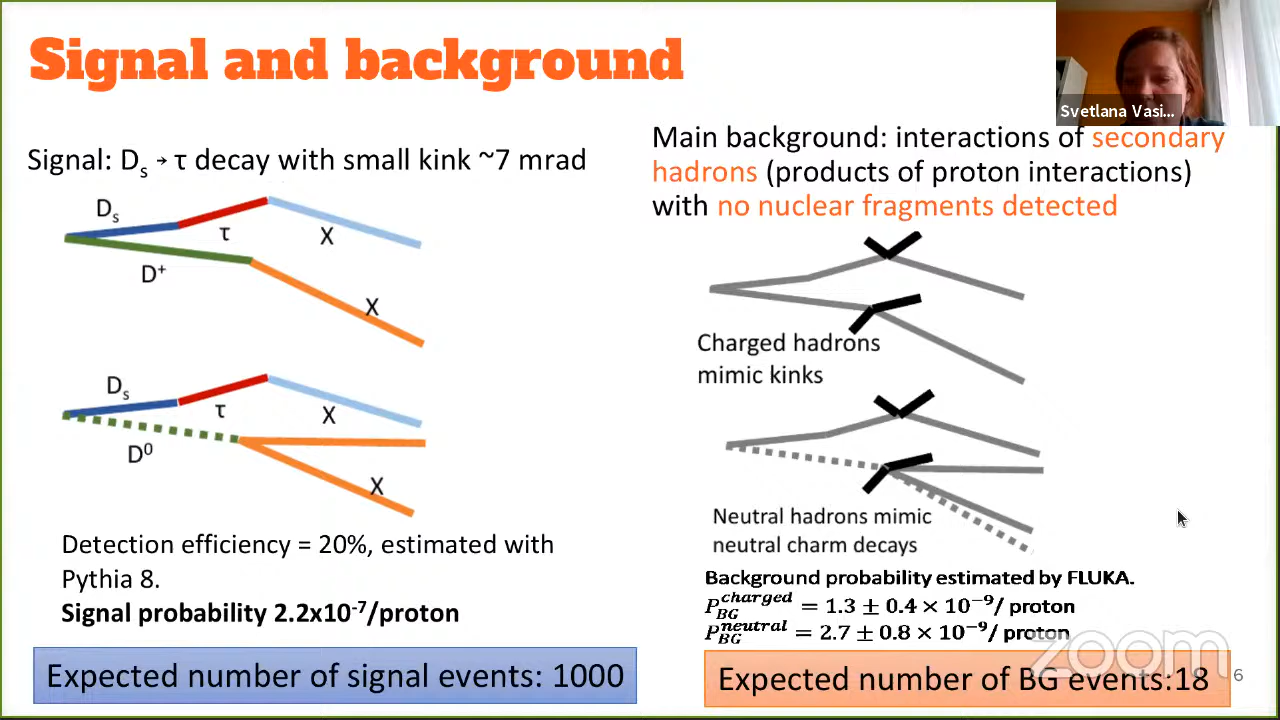 Signal and background
Svetlana Vasi...
Signal: Dₛ → τ decay with small kink ~7 mrad
Dₛ
τ
X
D⁺
X
Dₛ
τ
X
D⁰
X
Detection efficiency = 20%, estimated with
Pythia 8.
Signal probability 2.2x10⁻⁷/proton
Expected number of signal events: 1000
Main background: interactions of secondary
hadrons (products of proton interactions)
with no nuclear fragments detected
Charged hadrons
mimic kinks
Neutral hadrons mimic
neutral charm decays
Background probability estimated by FLUKA.
P_BG^charged = 1.3 ± 0.4 × 10⁻⁹/ proton
P_BG^neutral = 2.7 ± 0.8 × 10⁻⁹/ proton
Expected number of BG events:18
zoom
6